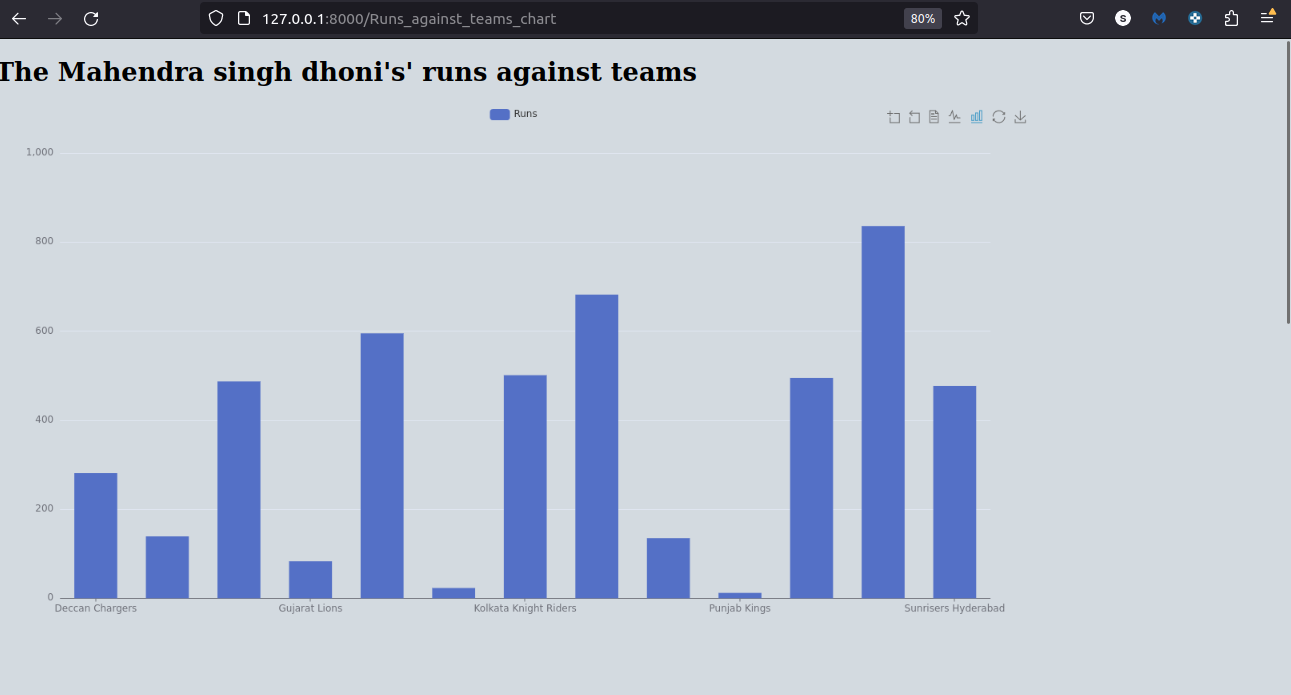 127.0.0.1:8000/Runs_against_teams_chart
80%
S
The Mahendra singh dhoni's' runs against teams
Runs
1,000
800
600
400
200
0
Deccan Chargers Gujarat Lions Kolkata Knight Riders Punjab Kings Sunrisers Hyderabad